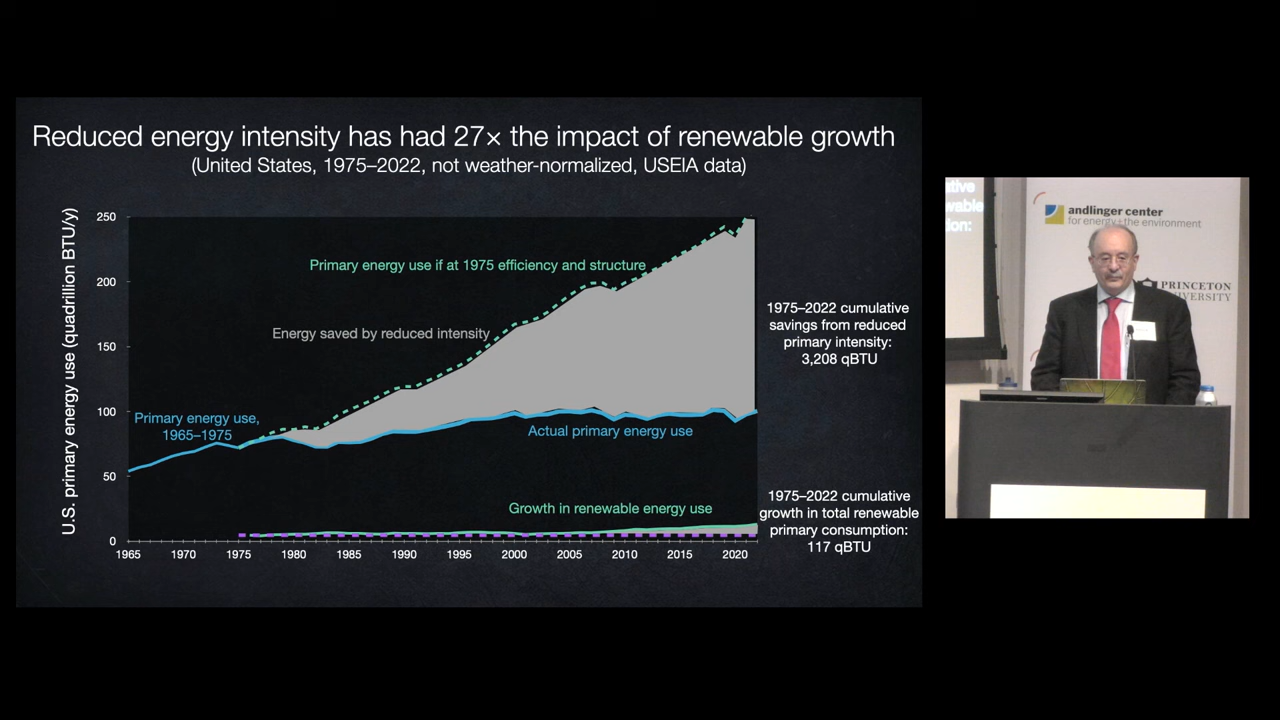 Reduced energy intensity has had 27× the impact of renewable growth
(United States, 1975–2022, not weather-normalized, USEIA data)
U.S. primary energy use (quadrillion BTU/y)
250
200
150
100
50
0
1965
1970
1975
1980
1985
1990
1995
2000
2005
2010
2015
2020
Primary energy use if at 1975 efficiency and structure
Energy saved by reduced intensity
Primary energy use,
1965–1975
Actual primary energy use
Growth in renewable energy use
1975–2022 cumulative
savings from reduced
primary intensity:
3,208 qBTU
1975–2022 cumulative
growth in total renewable
primary consumption:
117 qBTU
andlinger center
for energy+the environment
PRINCETON